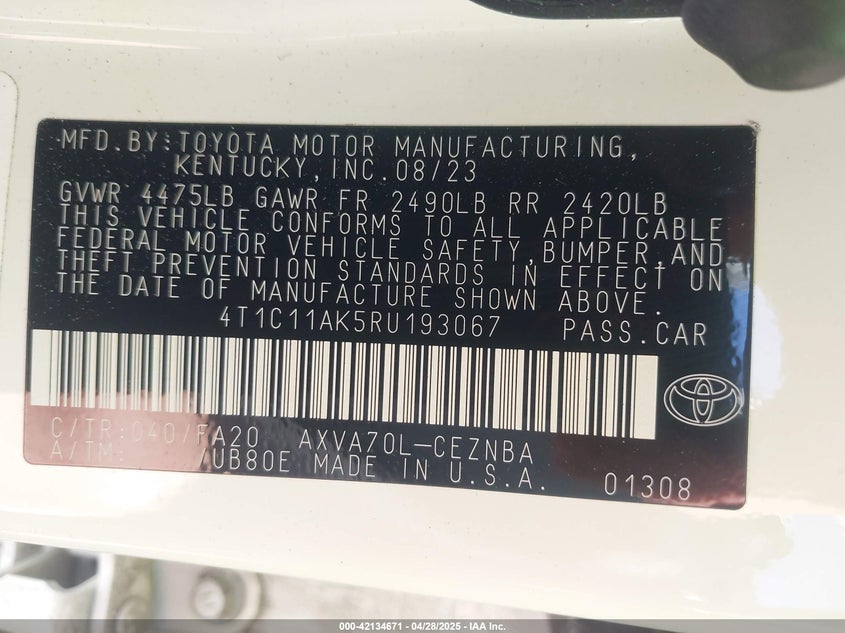 MFD.BY:TOYOTA MOTOR MANUFACTURING,
KENTUCKY,INC.08/23
GVWR 4475LB GAWR FR 2490LB RR 2420LB
THIS VEHICLE CONFORMS TO ALL APPLICABLE
FEDERAL MOTOR VEHICLE SAFETY,BUMPER,AND
THEFT PREVENTION STANDARDS IN EFFECT ON
THE DATE OF MANUFACTURE SHOWN ABOVE.
4T1C11AK5RU193067 PASS.CAR
C/TR:040/FA20 AXVA70L-CEZNBA
A/TM: /UB80E MADE IN U.S.A.
01308
000-42134671 | 04/28/2025 - IAA Inc.